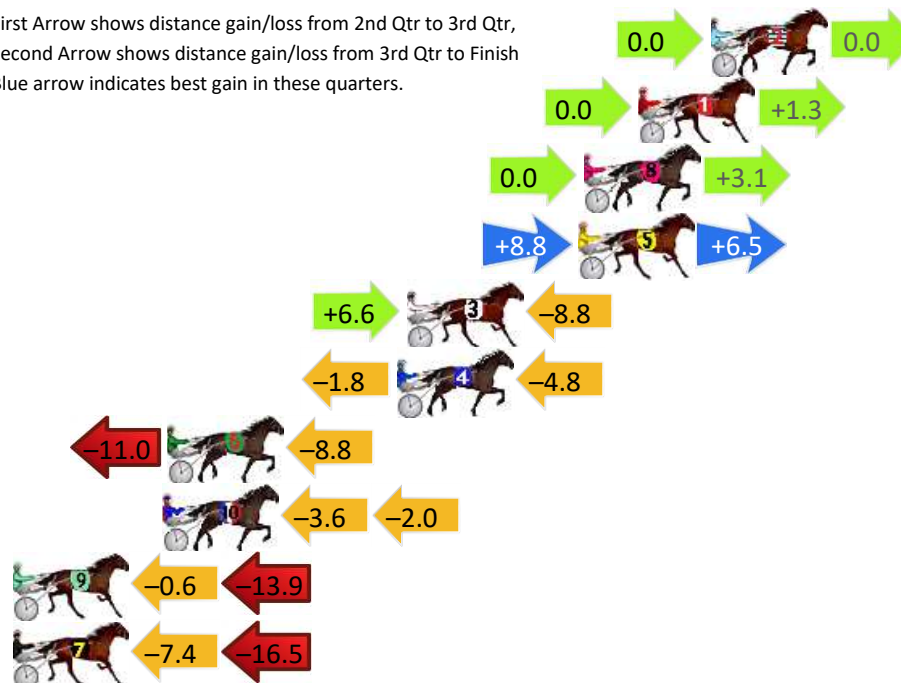 irst Arrow shows distance gain/loss from 2nd Qtr to 3rd Qtr,
econd Arrow shows distance gain/loss from 3rd Qtr to Finish
lue arrow indicates best gain in these quarters.
0.0 2 0.0
0.0 1 +1.3
0.0 8 +3.1
+8.8 5 +6.5
+6.6 3 –8.8
–1.8 4 –4.8
–11.0 6 –8.8
10 –3.6 –2.0
9 –0.6 –13.9
7 –7.4 –16.5